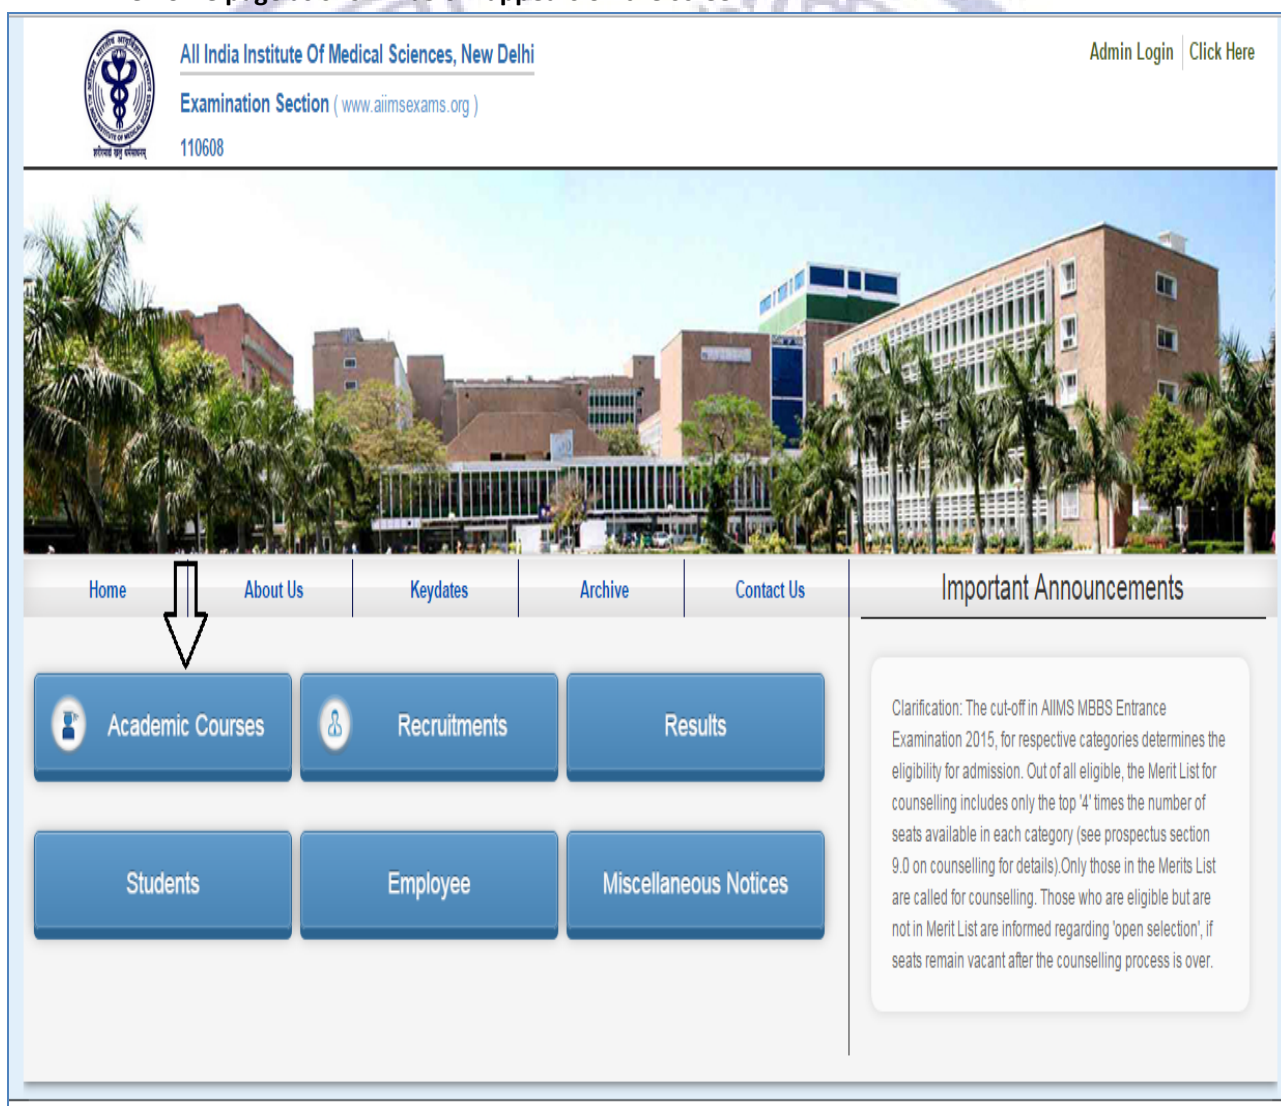 All India Institute Of Medical Sciences, New Delhi
Admin Login Click Here
Examination Section ( www.aiimsexams.org )
110608
Home About Us Keydates Archive Contact Us Important Announcements
Academic Courses Recruitments Results
Students Employee Miscellaneous Notices
Clarification: The cut-off in AIIMS MBBS Entrance
Examination 2015, for respective categories determines the
eligibility for admission. Out of all eligible, the Merit List for
counselling includes only the top '4' times the number of
seats available in each category (see prospectus section
9.0 on counselling for details).Only those in the Merits List
are called for counselling. Those who are eligible but are
not in Merit List are informed regarding 'open selection', if
seats remain vacant after the counselling process is over.